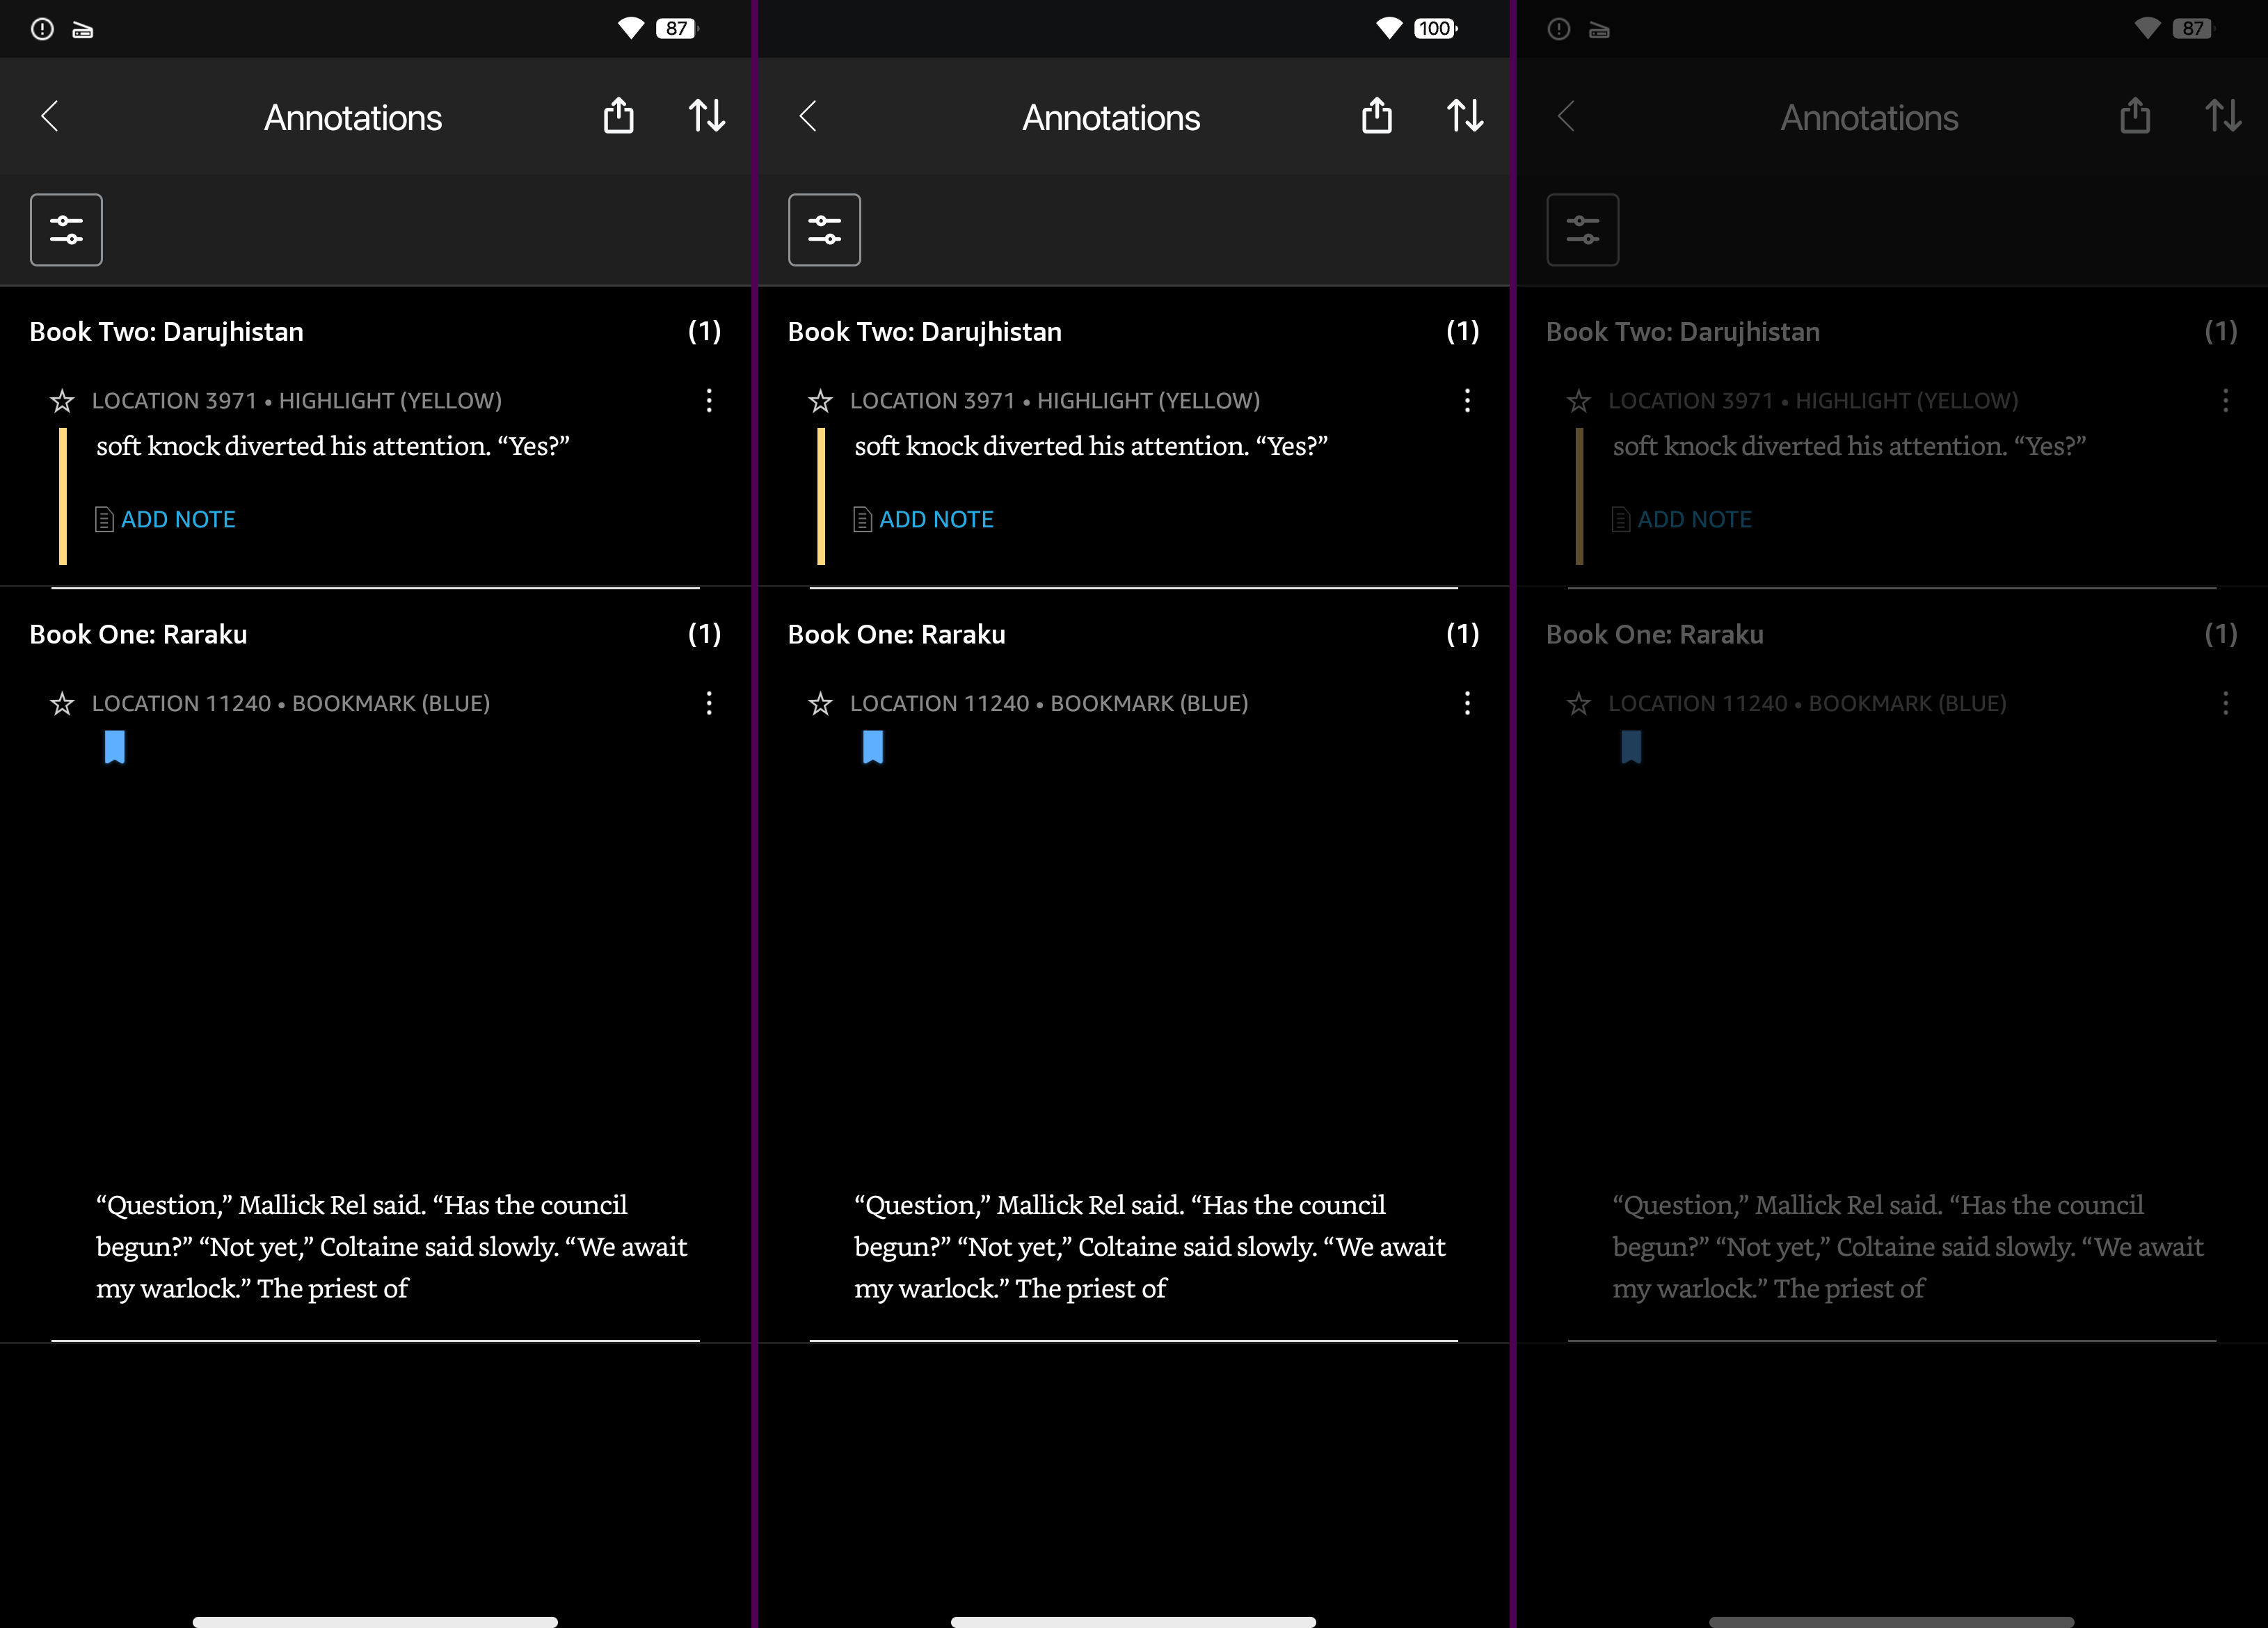 87
Annotations
Book Two: Darujhistan (1)
LOCATION 3971 • HIGHLIGHT (YELLOW)
soft knock diverted his attention. “Yes?”
ADD NOTE
Book One: Raraku (1)
LOCATION 11240 • BOOKMARK (BLUE)
“Question,” Mallick Rel said. “Has the council
begun?” “Not yet,” Coltaine said slowly. “We await
my warlock.” The priest of
100
Annotations
Book Two: Darujhistan (1)
LOCATION 3971 • HIGHLIGHT (YELLOW)
soft knock diverted his attention. “Yes?”
ADD NOTE
Book One: Raraku (1)
LOCATION 11240 • BOOKMARK (BLUE)
“Question,” Mallick Rel said. “Has the council
begun?” “Not yet,” Coltaine said slowly. “We await
my warlock.” The priest of
87
Annotations
Book Two: Darujhistan (1)
LOCATION 3971 • HIGHLIGHT (YELLOW)
soft knock diverted his attention. “Yes?”
ADD NOTE
Book One: Raraku (1)
LOCATION 11240 • BOOKMARK (BLUE)
“Question,” Mallick Rel said. “Has the council
begun?” “Not yet,” Coltaine said slowly. “We await
my warlock.” The priest of